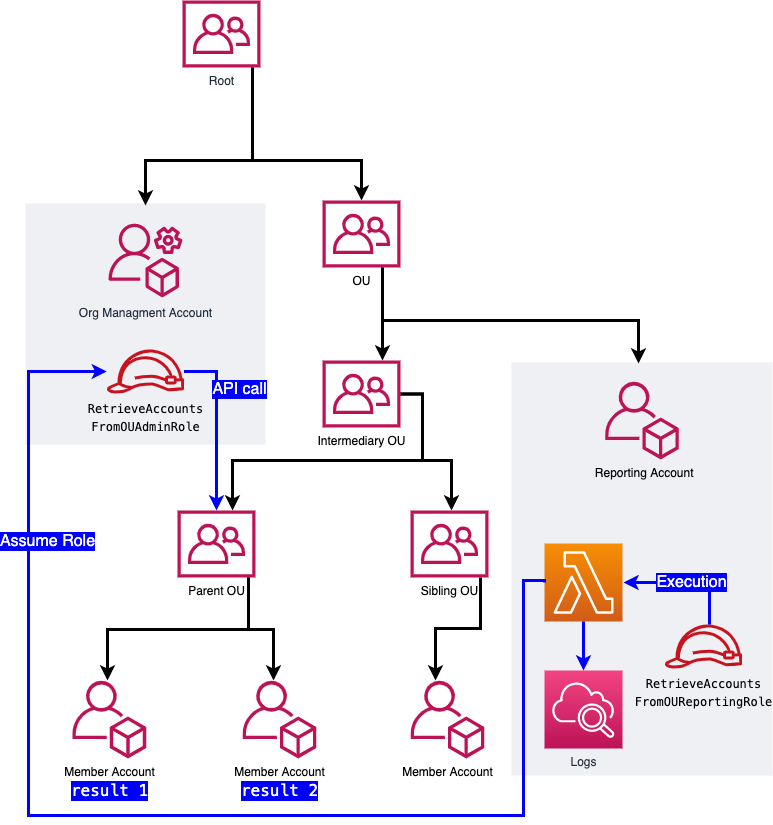 Root
Org Managment Account
OU
RetrieveAccounts
FromOUAdminRole
API call
Intermediary OU
Reporting Account
Assume Role
Parent OU
Sibling OU
Execution
RetrieveAccounts
FromOUReportingRole
Logs
Member Account
result 1
Member Account
result 2
Member Account